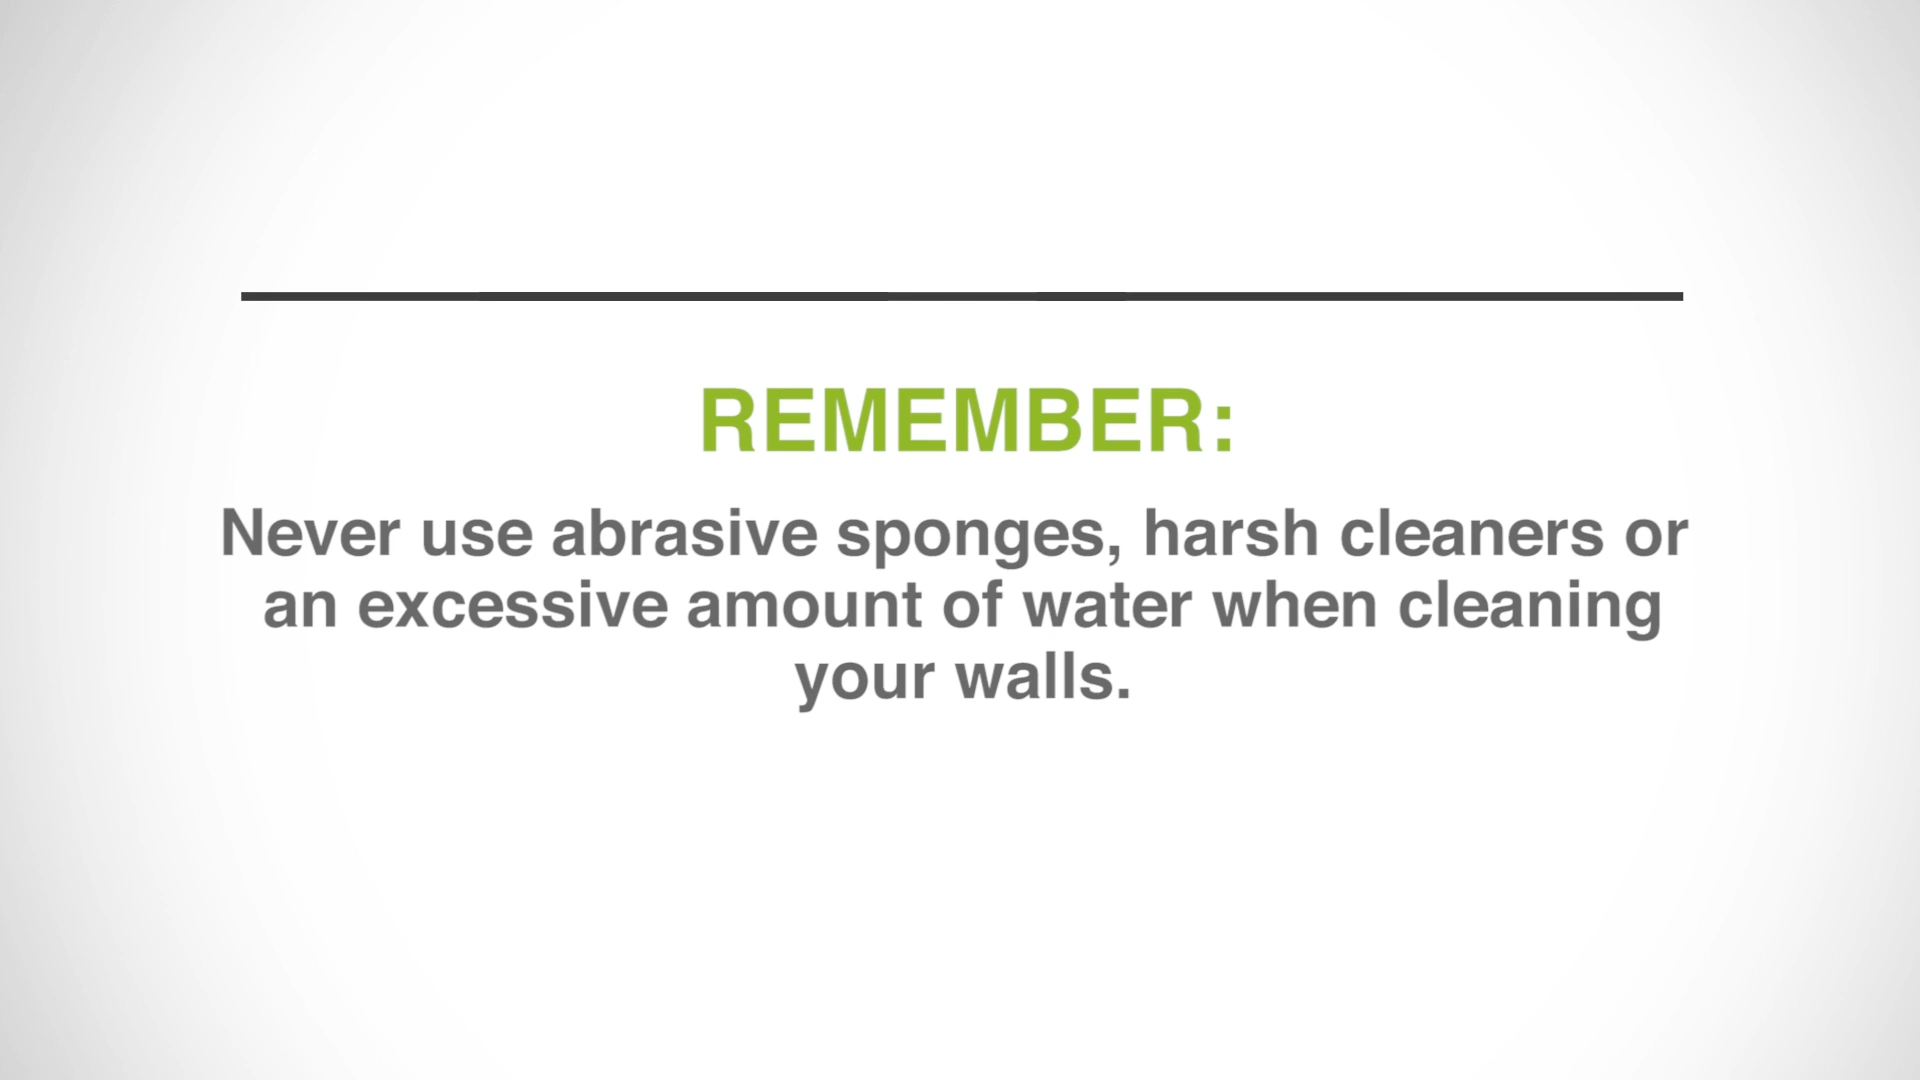 REMEMBER:
Never use abrasive sponges, harsh cleaners or
an excessive amount of water when cleaning
your walls.